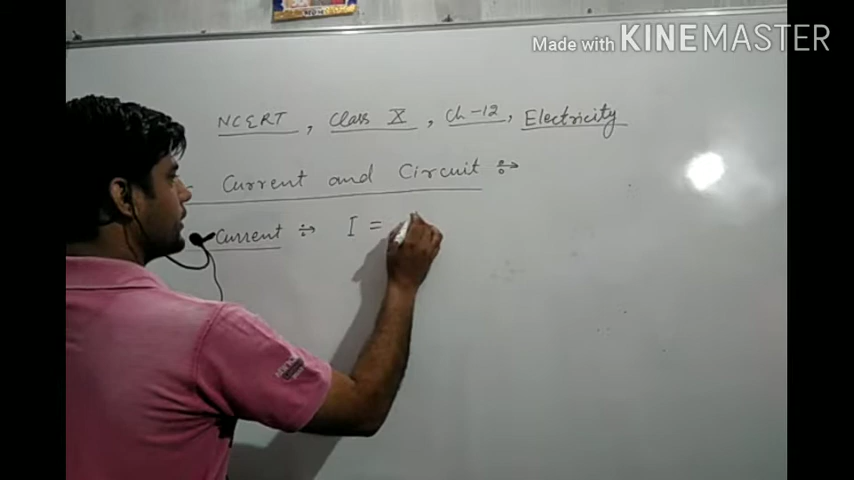 Made with KINEMASTER
NCERT, Class X, Ch-12, Electricity
Current and Circuit
Current ÷ I =